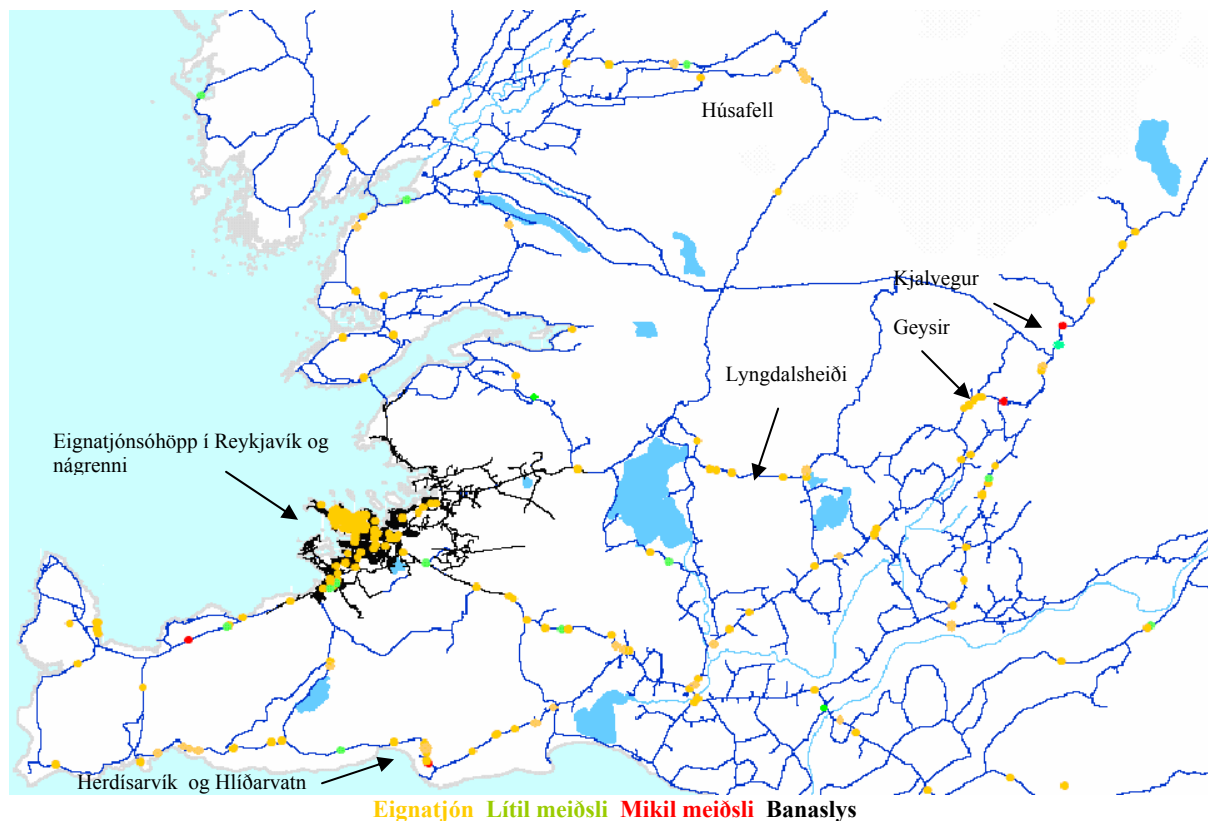 Húsafell
Kjalvegur
Geysir
Lyngdalsheiði
Eignatjónsóhöpp í Reykjavík og
nágrenni
Herdísarvík og Hlíðarvatn
Eignatjón Lítil meiðsli Mikil meiðsli Banaslys